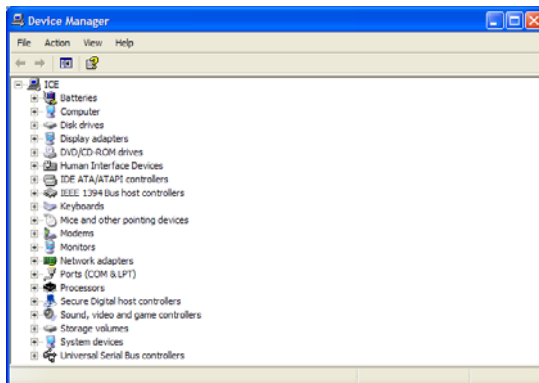 Device Manager
File Action View Help
ICE
Batteries
Computer
Disk drives
Display adapters
DVD/CD-ROM drives
Human Interface Devices
IDE ATA/ATAPI controllers
IEEE 1394 Bus host controllers
Keyboards
Mice and other pointing devices
Modems
Monitors
Network adapters
Ports (COM & LPT)
Processors
Secure Digital host controllers
Sound, video and game controllers
Storage volumes
System devices
Universal Serial Bus controllers